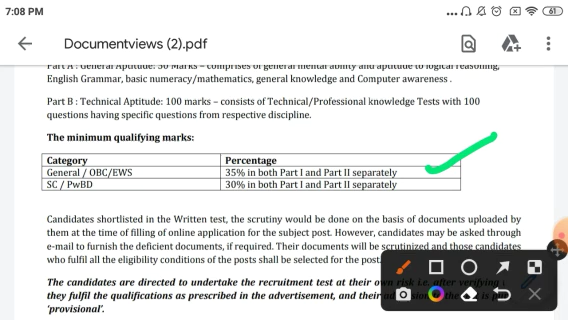 7:08 PM
61
Documentviews (2).pdf
Part A : General Aptitude: 50 Marks – comprises of general mental ability and aptitude to logical reasoning,
English Grammar, basic numeracy/mathematics, general knowledge and Computer awareness .
Part B : Technical Aptitude: 100 marks – consists of Technical/Professional knowledge Tests with 100
questions having specific questions from respective discipline.
The minimum qualifying marks:
Category Percentage
General / OBC/EWS 35% in both Part I and Part II separately
SC / PwBD 30% in both Part I and Part II separately
Candidates shortlisted in the Written test, the scrutiny would be done on the basis of documents uploaded by
them at the time of filling of online application for the subject post. However, candidates may be asked through
e-mail to furnish the deficient documents, if required. Their documents will be scrutinized and those candidates
who fulfil all the eligibility conditions of the posts shall be selected for the post.
The candidates are directed to undertake the recruitment test at their own risk i.e. after verifying
they fulfil the qualifications as prescribed in the advertisement, and their
'provisional'.